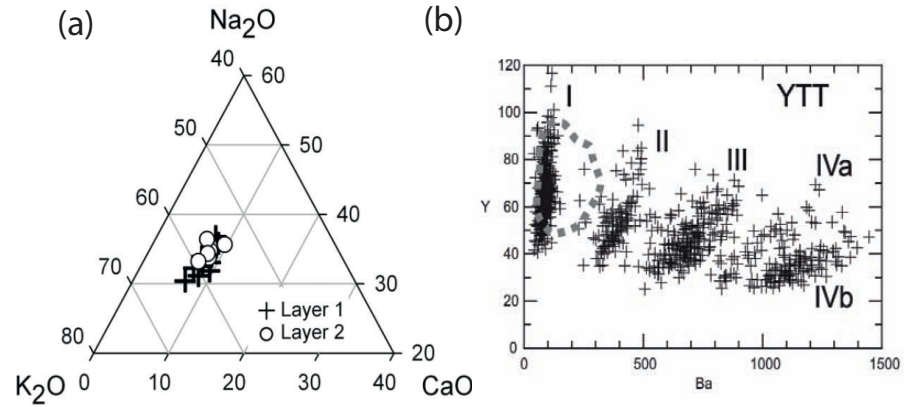 (a)
Na₂O
40
60
50
50
60
40
70
30
+ Layer 1
○ Layer 2
80
20
K₂O 0 10 20 30 40 CaO
(b)
120
I
YTT
100
II
III
80
IVa
Y
60
40
IVb
20
0
0 500 1000 1500
Ba